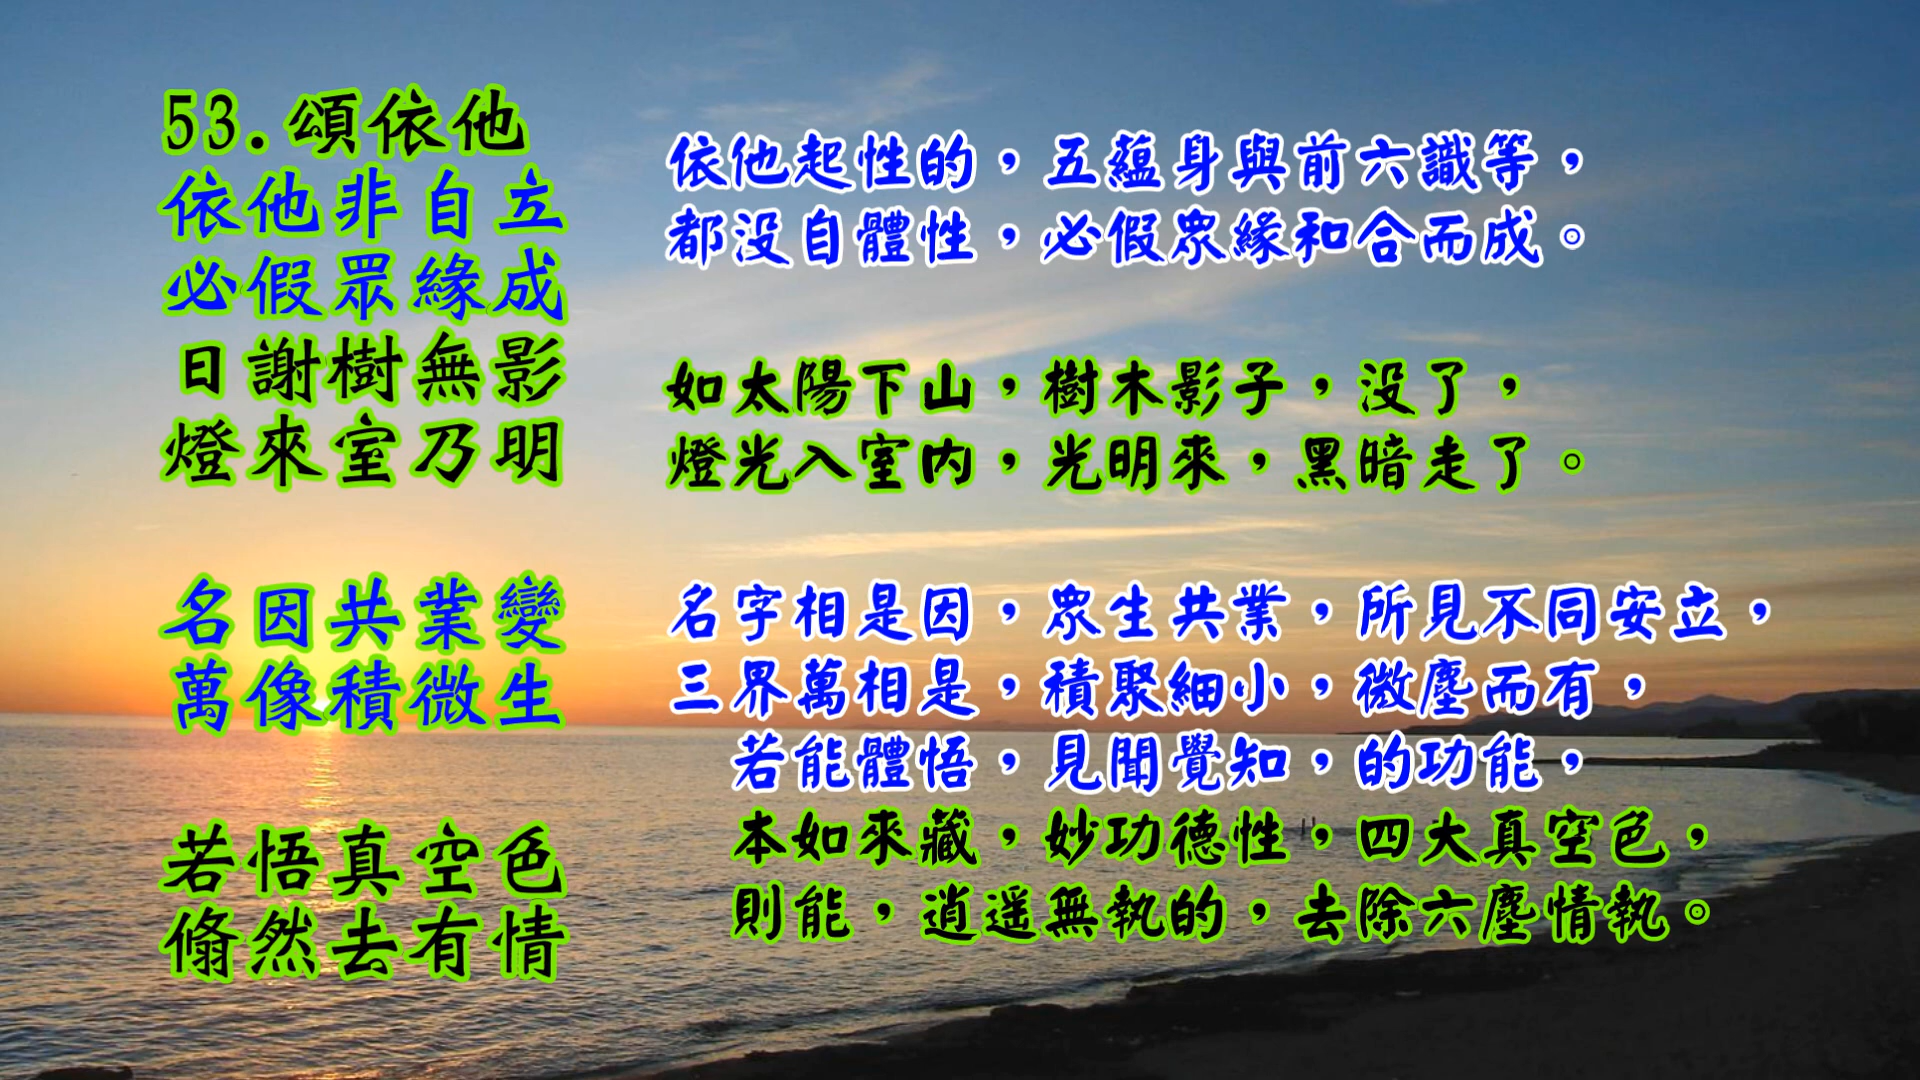 53.頌依他
依他非自立
必假眾緣成
日謝樹無影
燈來室乃明
名因共業變
萬像積微生
若悟真空色
翛然去有情
依他起性的，五蘊身與前六識等，
都没自體性，必假眾緣和合而成。
如太陽下山，樹木影子，没了，
燈光入室内，光明來，黑暗走了。
名字相是因，眾生共業，所見不同安立，
三界萬相是，積聚細小，微塵而有，
若能體悟，見聞覺知，的功能，
本如來藏，妙功德性，四大真空色，
則能，逍遥無執的，去除六塵情執。